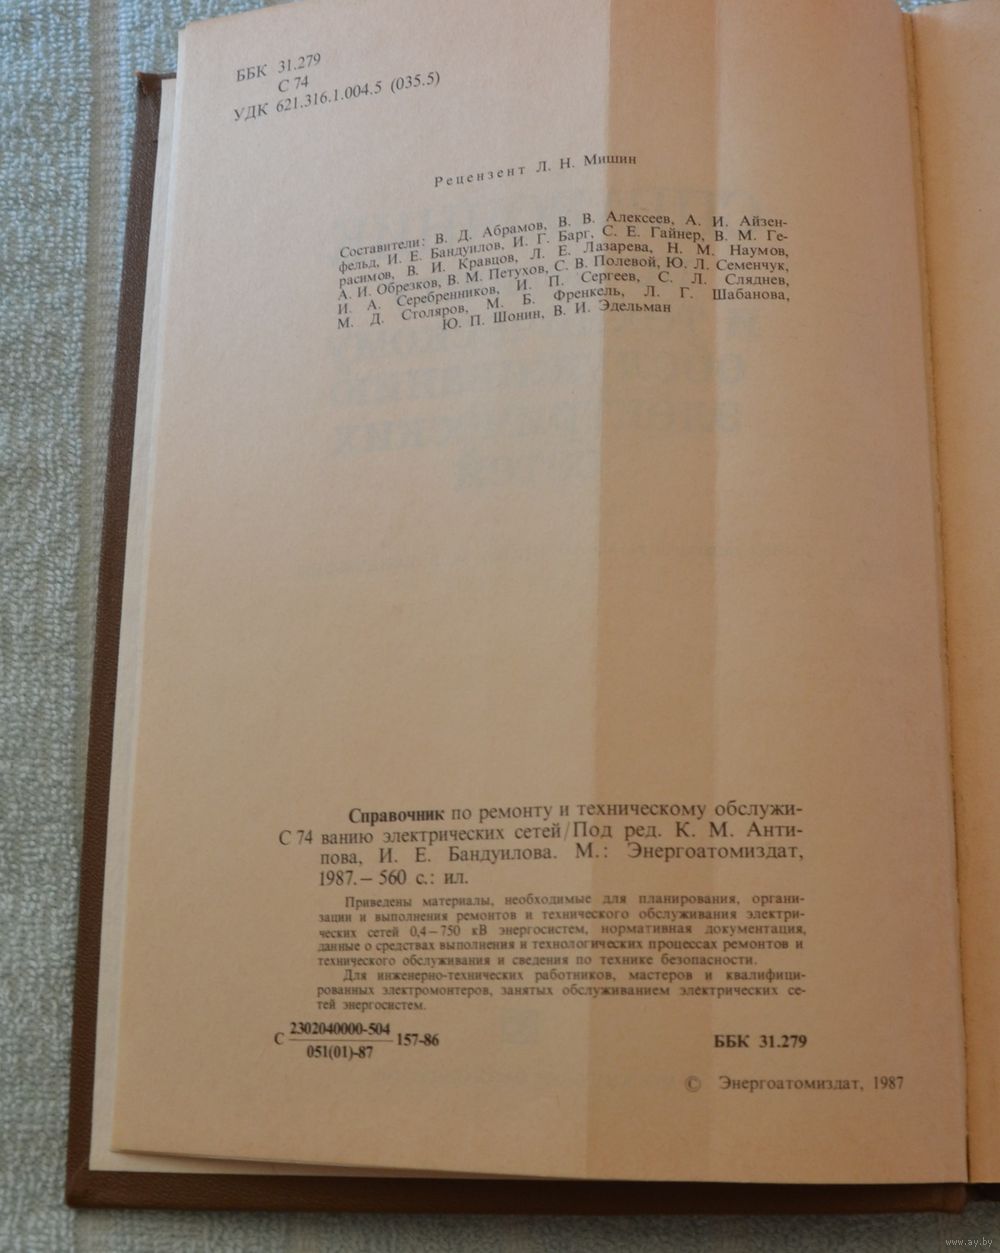 ББК 31.279
С 74
УДК 621.316.1.004.5 (035.5)
Рецензент Л. Н. Мишин
Составители: В. Д. Абрамов, В. В. Алексеев, А. И. Айзен-
фельд, И. Е. Бандуилов, И. Г. Барг, С. Е. Гайнер, В. М. Ге-
расимов, В. И. Кравцов, Л. Е. Лазарева, Н. М. Наумов,
А. И. Обрезков, В. М. Петухов, С. В. Полевой, Ю. Л. Семенчук,
И. А. Серебренников, И. П. Сергеев, С. Л. Сляднев,
М. Д. Столяров, М. Б. Френкель, Л. Г. Шабанова,
Ю. П. Шонин, В. И. Эдельман
Справочник по ремонту и техническому обслужи-
С 74 ванию электрических сетей/Под ред. К. М. Анти-
пова, И. Е. Бандуилова. М.: Энергоатомиздат,
1987.– 560 с.: ил.
Приведены материалы, необходимые для планирования, органи-
зации и выполнения ремонтов и технического обслуживания электри-
ческих сетей 0,4–750 кВ энергосистем, нормативная документация,
данные о средствах выполнения и технологических процессах ремонтов и
технического обслуживания и сведения по технике безопасности.
Для инженерно-технических работников, мастеров и квалифици-
рованных электромонтеров, занятых обслуживанием электрических се-
тей энергосистем.
С 2302040000-504 157-86
051(01)-87
ББК 31.279
© Энергоатомиздат, 1987
www.ay.by